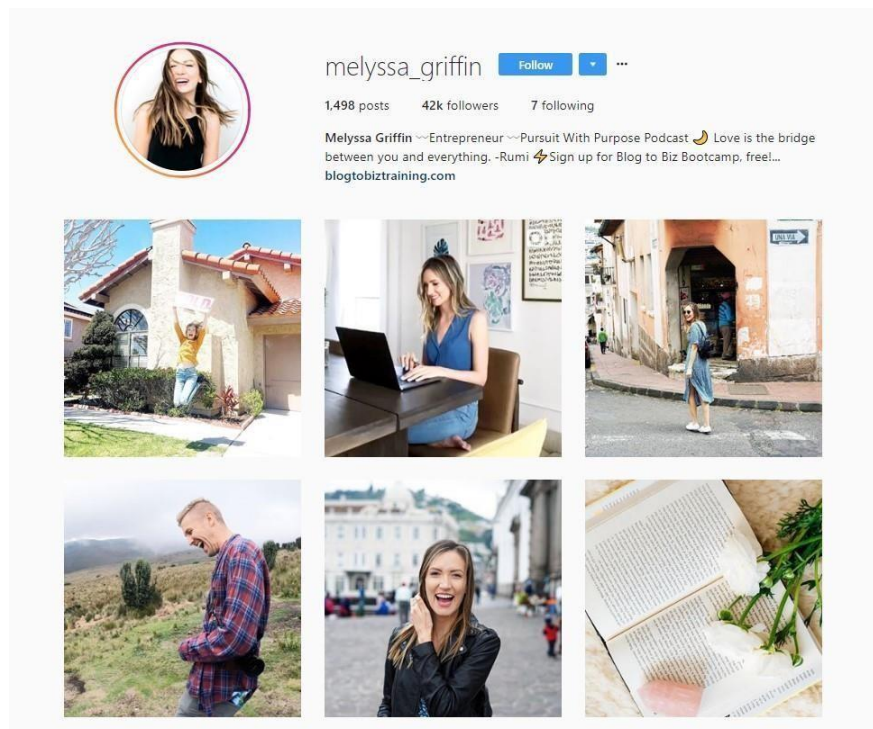 melyssa_griffin Follow
1,498 posts 42k followers 7 following
Melyssa Griffin 〰Entrepreneur 〰Pursuit With Purpose Podcast 🌙 Love is the bridge
between you and everything. -Rumi ⚡Sign up for Blog to Biz Bootcamp, free!...
blogtobiztraining.com
UNA VIA